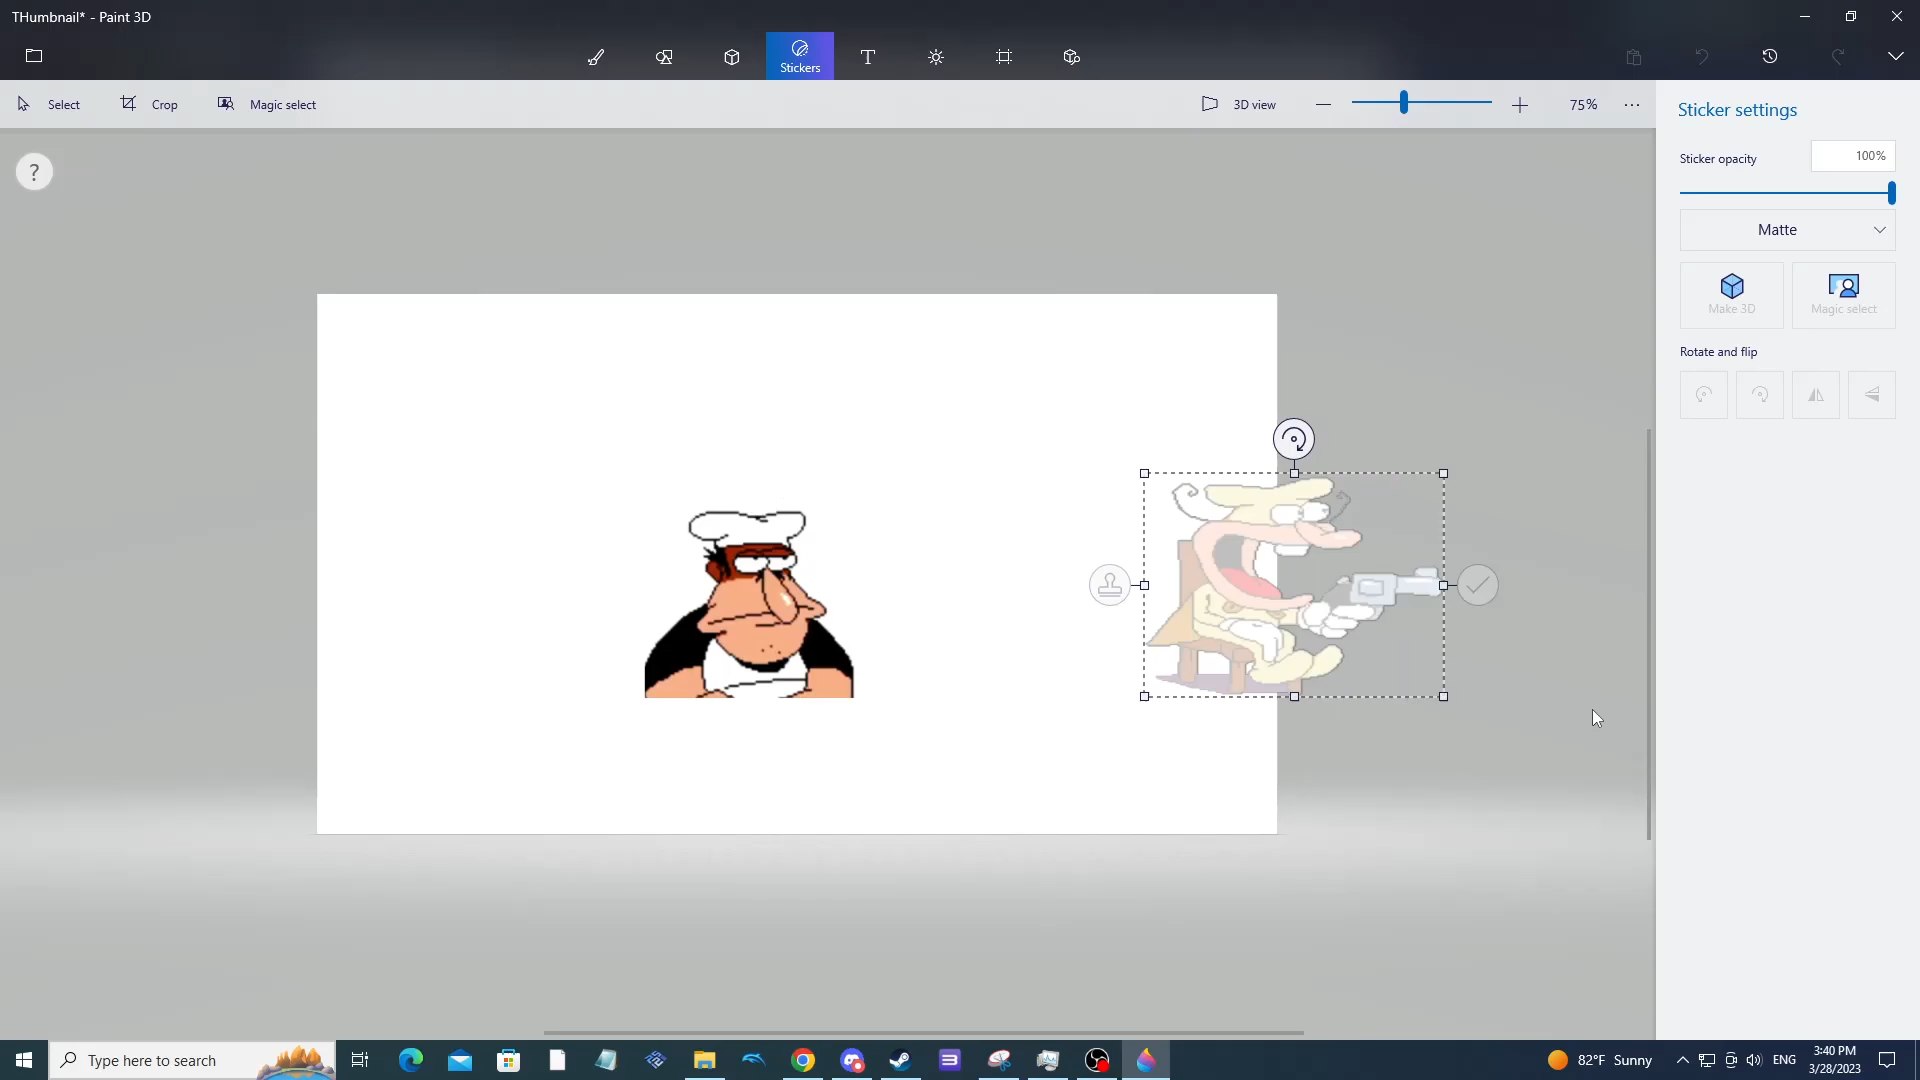 THumbnail* - Paint 3D
Stickers
Select
Crop
Magic select
3D view
75%
Sticker settings
Sticker opacity
100%
Matte
Make 3D
Magic select
Rotate and flip
?
Type here to search
82°F Sunny
ENG
3:40 PM
3/28/2023